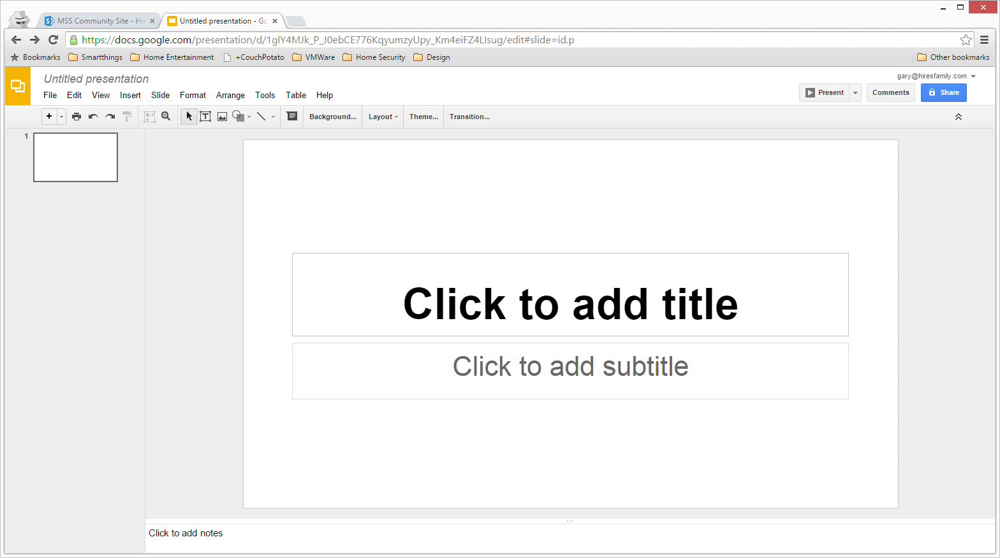 MSS Community Site - Ho
Untitled presentation - Go
https://docs.google.com/presentation/d/1glY4MJk_P_J0ebCE776KqyumzyUpy_Km4eiFZ4LIsug/edit#slide=id.p
Bookmarks Smartthings Home Entertainment +CouchPotato VMWare Home Security Design Other bookmarks
Untitled presentation
gary@hiresfamily.com
File Edit View Insert Slide Format Arrange Tools Table Help
Present Comments Share
Background... Layout Theme... Transition...
1
Click to add title
Click to add subtitle
Click to add notes